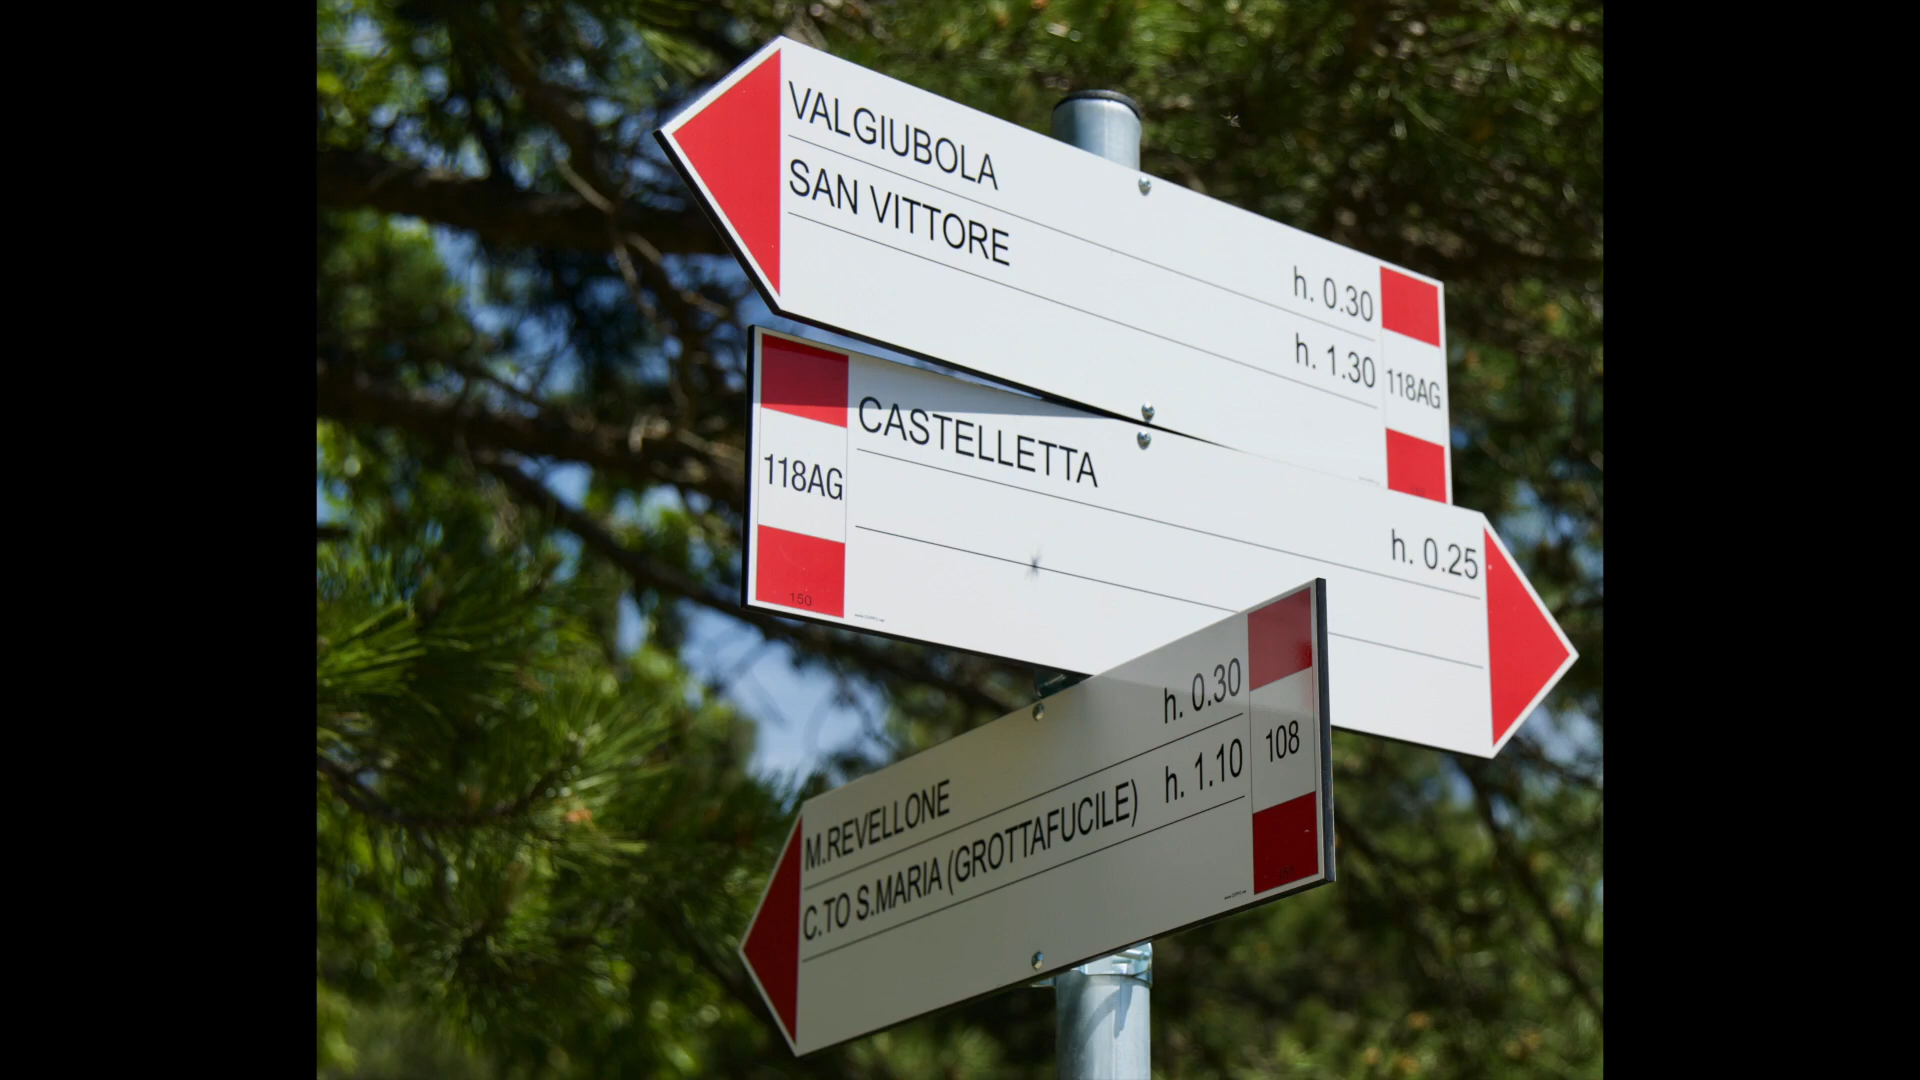 VALGIUBOLA h. 0.30
SAN VITTORE h. 1.30
118AG
CASTELLETTA h. 0.25
118AG
150
M.REVELLONE h. 0.30
C.TO S.MARIA (GROTTAFUCILE) h. 1.10
108